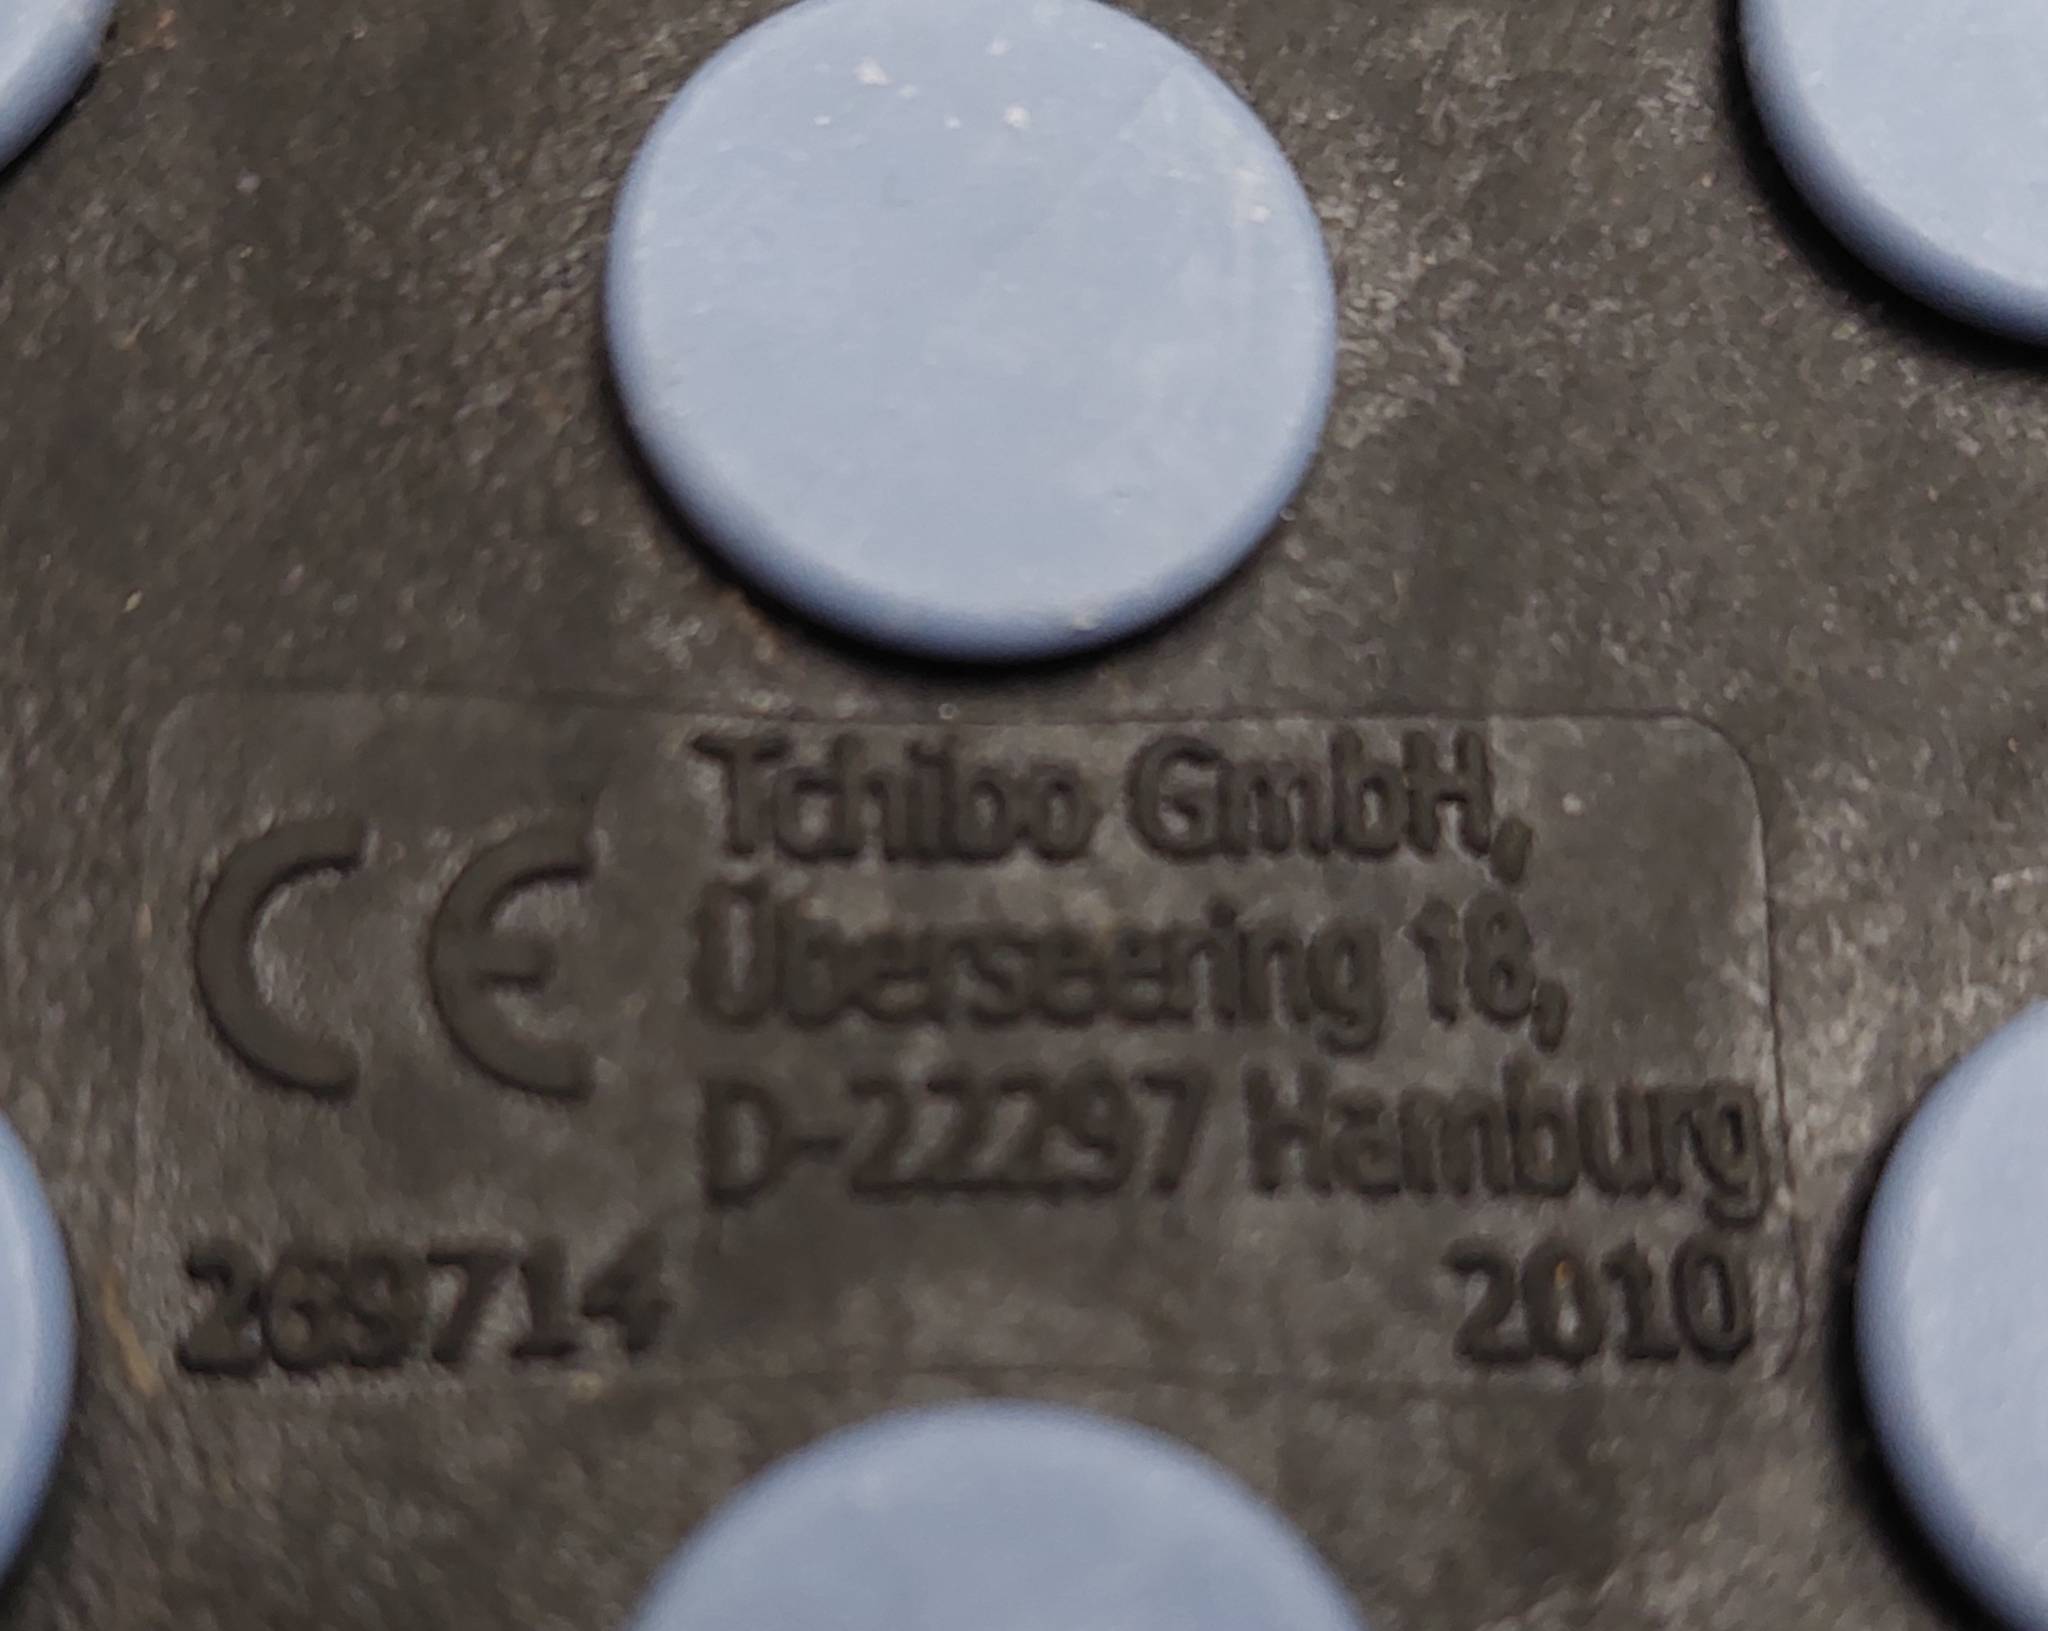 CE
Tchibo GmbH,
Überseering 18,
D-22297 Hamburg
269714
2010